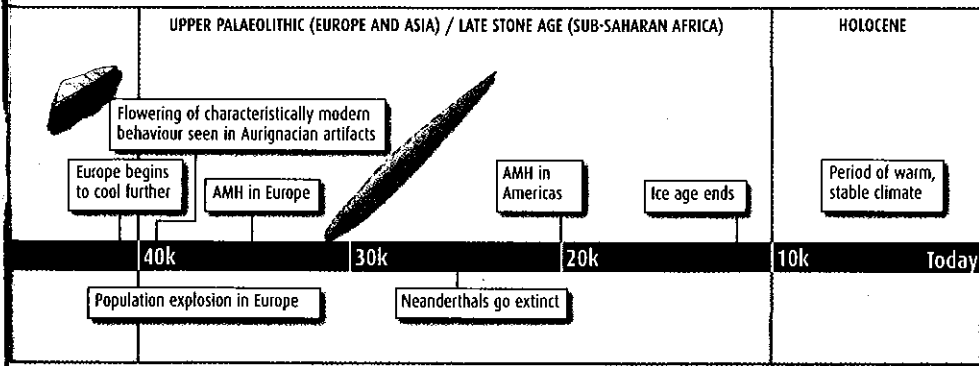 UPPER PALAEOLITHIC (EUROPE AND ASIA) / LATE STONE AGE (SUB-SAHARAN AFRICA)
HOLOCENE
Flowering of characteristically modern
behaviour seen in Aurignacian artifacts
Europe begins
to cool further
AMH in Europe
AMH in
Americas
Ice age ends
Period of warm,
stable climate
40k
30k
20k
10k
Today
Population explosion in Europe
Neanderthals go extinct